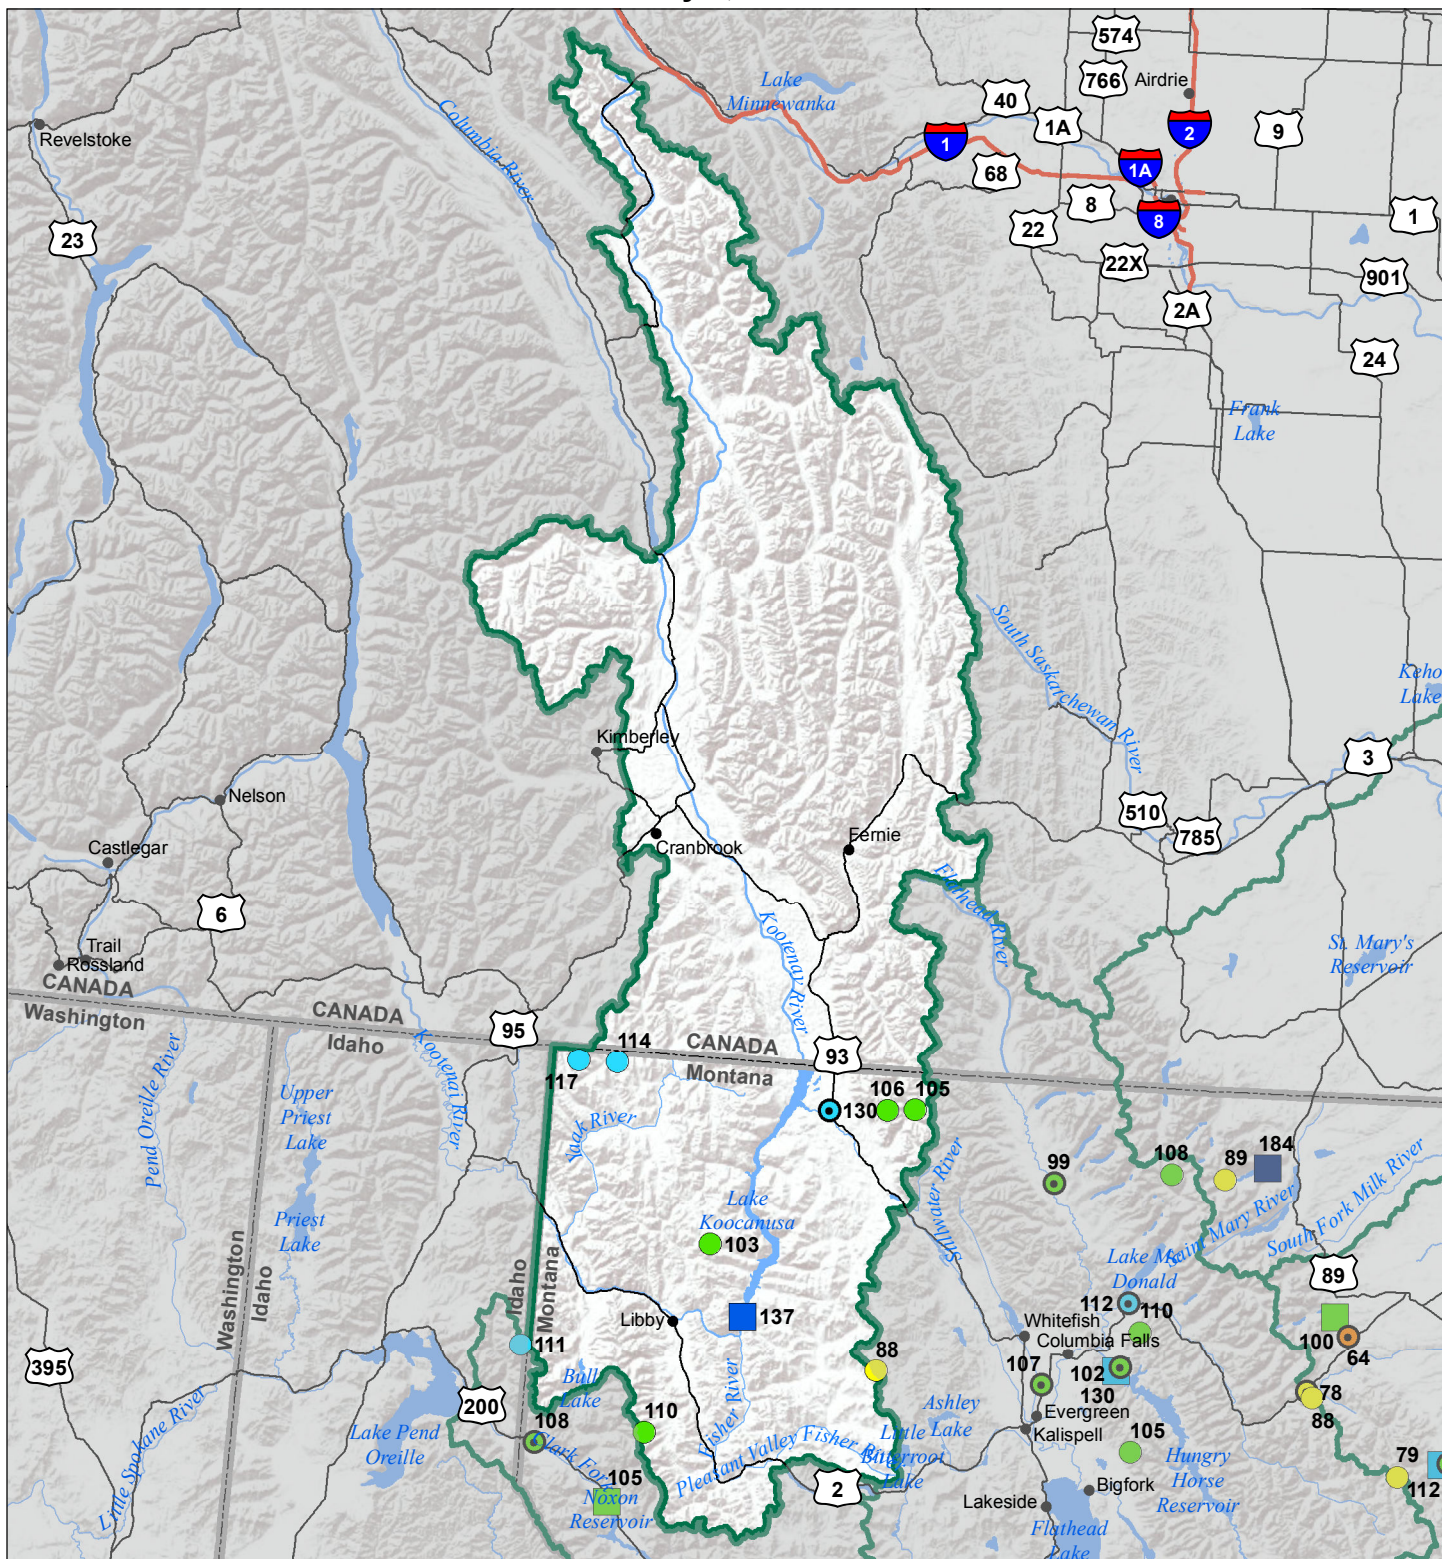 574
766
Airdrie
Lake
Minnewanka
40
1A
Columbia River
Revelstoke
1
2
9
1A
68
8
8
1
22
23
22X
901
2A
24
Frank
Lake
South Saskatchewan River
Keho
Lake
Kimberley
3
Nelson
510
785
Castlegar
Cranbrook
Fernie
Flathead River
6
Kootenay River
Trail
Rossland
St. Mary's
Reservoir
CANADA
Washington
CANADA
Idaho
95
Kootenai River
114
117
CANADA
Montana
93
106
105
130
Pend Oreille River
Upper
Priest
Lake
Yaak River
Stillwater River
99
108
89
184
Saint Mary River
South Fork Milk River
Priest
Lake
Lake
Koocanusa
103
Washington
Idaho
Idaho
Montana
Lake Mc
Donald
89
112
110
Libby
137
Whitefish
Columbia Falls
100
64
395
111
Bull
Lake
88
107
102
130
78
88
Fisher River
Ashley
Lake
Evergreen
Kalispell
200
108
110
Little Spokane River
Lake Pend
Oreille
Clark Fork
Pleasant Valley Fisher River
Little
Bitterroot
Lake
105
Hungry
Horse
Reservoir
79
112
105
Noxon
Reservoir
2
Bigfork
Lakeside
Flathead
Lake